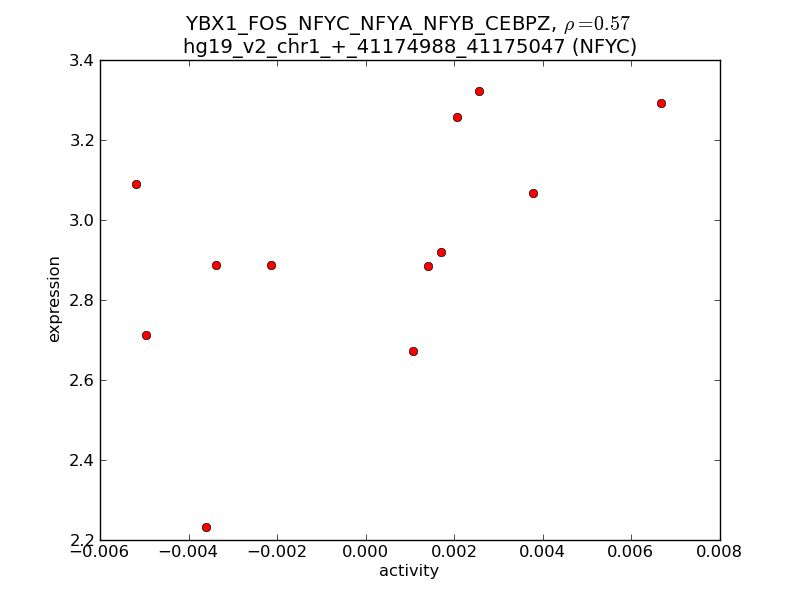 YBX1_FOS_NFYC_NFYA_NFYB_CEBPZ, ρ=0.57
hg19_v2_chr1_+_41174988_41175047 (NFYC)
3.4
3.2
3.0
2.8
2.6
2.4
2.2
expression
−0.006 −0.004 −0.002 0.000 0.002 0.004 0.006 0.008
activity